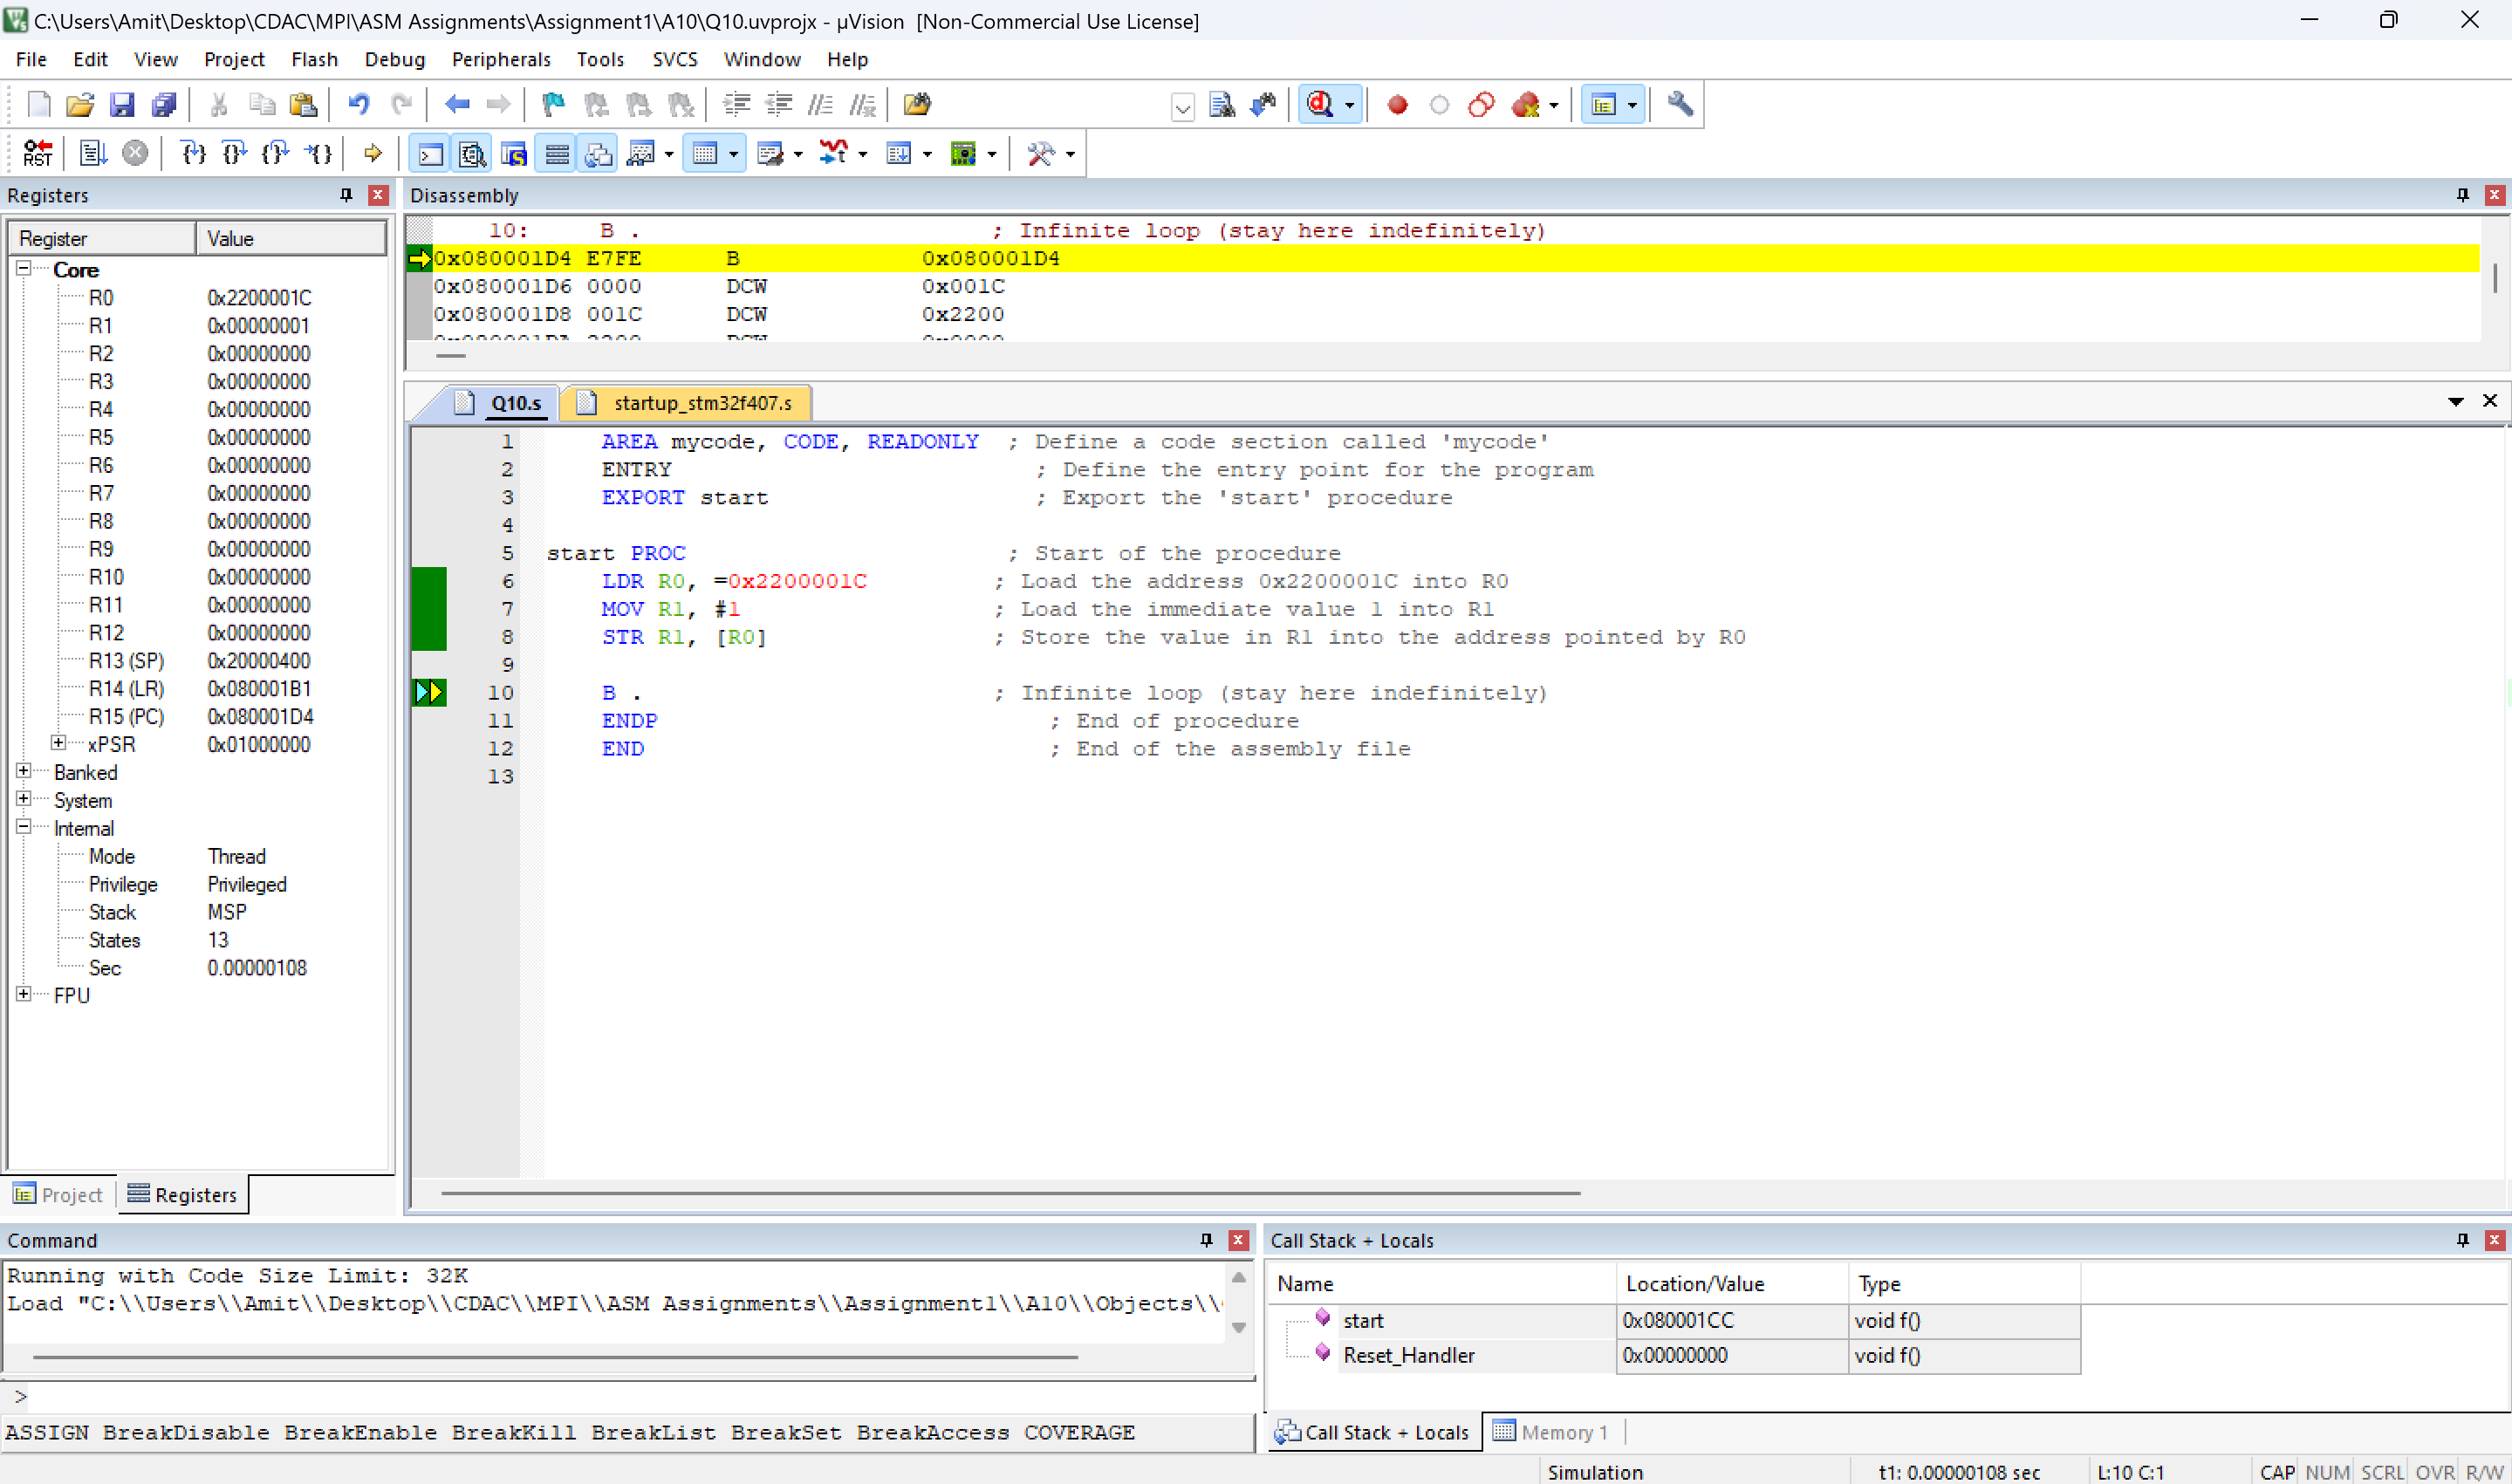 C:\Users\Amit\Desktop\CDAC\MPI\ASM Assignments\Assignment1\A10\Q10.uvprojx - µVision  [Non-Commercial Use License]
File Edit View Project Flash Debug Peripherals Tools SVCS Window Help
RST
Registers
Register Value
Core
R0 0x2200001C
R1 0x00000001
R2 0x00000000
R3 0x00000000
R4 0x00000000
R5 0x00000000
R6 0x00000000
R7 0x00000000
R8 0x00000000
R9 0x00000000
R10 0x00000000
R11 0x00000000
R12 0x00000000
R13 (SP) 0x20000400
R14 (LR) 0x080001B1
R15 (PC) 0x080001D4
xPSR 0x01000000
Banked
System
Internal
Mode Thread
Privilege Privileged
Stack MSP
States 13
Sec 0.00000108
FPU
Project Registers
Disassembly
10: B . ; Infinite loop (stay here indefinitely)
0x080001D4 E7FE B 0x080001D4
0x080001D6 0000 DCW 0x001C
0x080001D8 001C DCW 0x2200
Q10.s startup_stm32f407.s
1 AREA mycode, CODE, READONLY ; Define a code section called 'mycode'
2 ENTRY ; Define the entry point for the program
3 EXPORT start ; Export the 'start' procedure
4
5 start PROC ; Start of the procedure
6 LDR R0, =0x2200001C ; Load the address 0x2200001C into R0
7 MOV R1, #1 ; Load the immediate value 1 into R1
8 STR R1, [R0] ; Store the value in R1 into the address pointed by R0
9
10 B . ; Infinite loop (stay here indefinitely)
11 ENDP ; End of procedure
12 END ; End of the assembly file
13
Command
Running with Code Size Limit: 32K
Load "C:\\Users\\Amit\\Desktop\\CDAC\\MPI\\ASM Assignments\\Assignment1\\A10\\Objects\\
>
ASSIGN BreakDisable BreakEnable BreakKill BreakList BreakSet BreakAccess COVERAGE
Call Stack + Locals
Name Location/Value Type
start 0x080001CC void f()
Reset_Handler 0x00000000 void f()
Call Stack + Locals Memory 1
Simulation t1: 0.00000108 sec L:10 C:1 CAP NUM SCRL OVR R/W